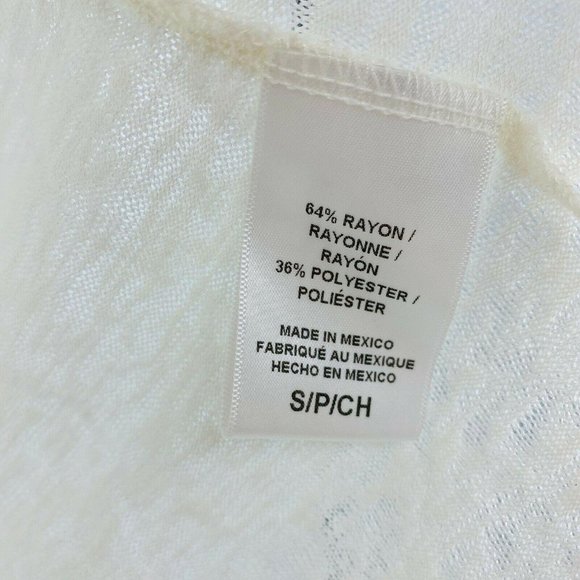 64% RAYON /
RAYONNE /
RAYÓN
36% POLYESTER /
POLIÉSTER
MADE IN MEXICO
FABRIQUÉ AU MEXIQUE
HECHO EN MEXICO
S/P/CH